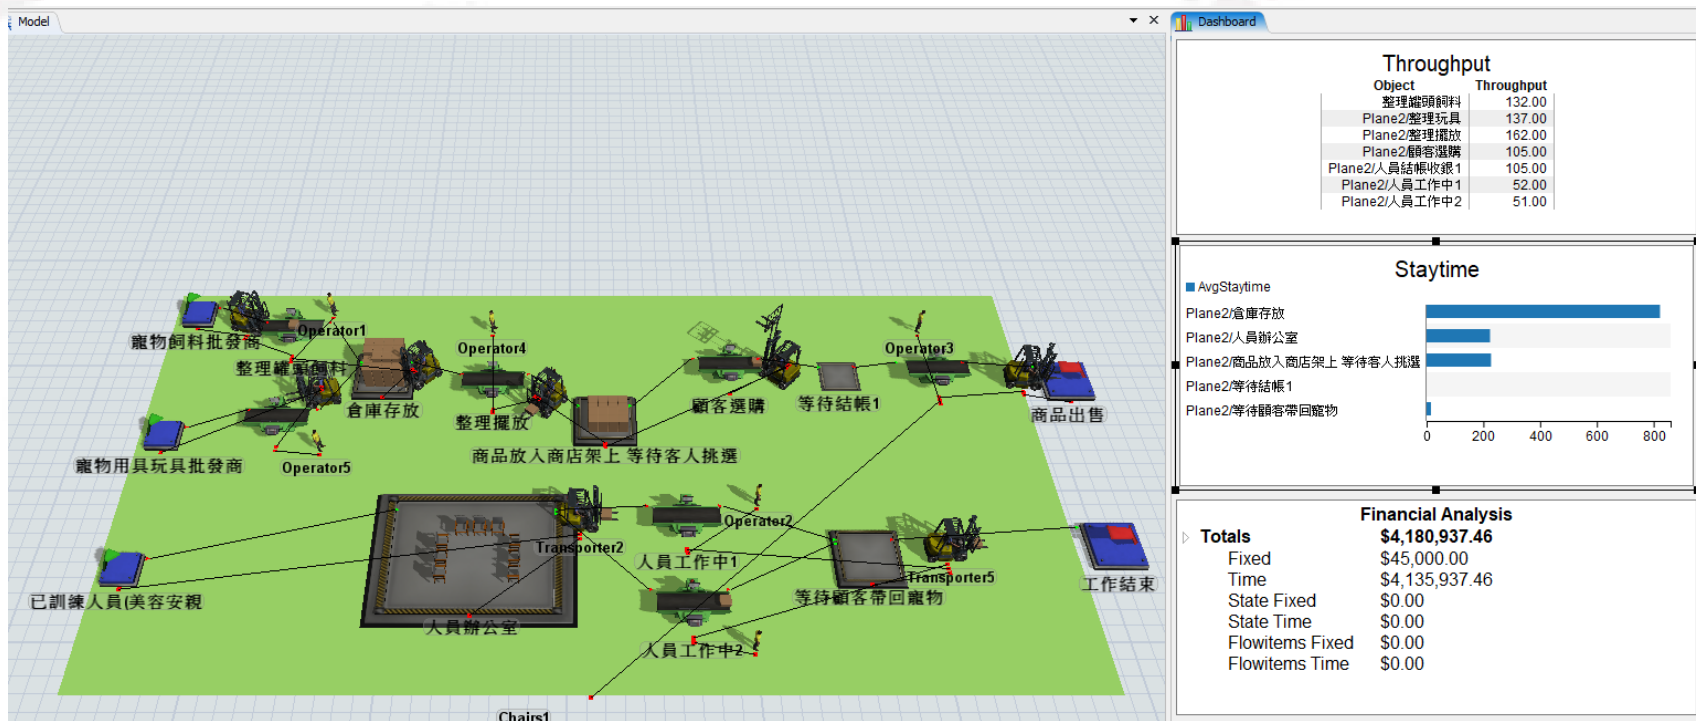 Model
Dashboard
Throughput
Object Throughput
整理罐頭飼料 132.00
Plane2/整理玩具 137.00
Plane2/整理擺放 162.00
Plane2/顧客選購 105.00
Plane2/人員結帳收銀1 105.00
Plane2/人員工作中1 52.00
Plane2/人員工作中2 51.00
Staytime
AvgStaytime
Plane2/倉庫存放
Plane2/人員辦公室
Plane2/商品放入商店架上 等待客人挑選
Plane2/等待結帳1
Plane2/等待顧客帶回寵物
0 200 400 600 800
Financial Analysis
Totals $4,180,937.46
Fixed $45,000.00
Time $4,135,937.46
State Fixed $0.00
State Time $0.00
Flowitems Fixed $0.00
Flowitems Time $0.00
寵物飼料批發商
Operator1
整理罐頭飼料
Operator4
Operator3
倉庫存放
整理擺放
顧客選購
等待結帳1
商品出售
寵物用具玩具批發商
Operator5
商品放入商店架上 等待客人挑選
Operator2
Transporter2
人員工作中1
Transporter5
已訓練人員(美容安親
人員辦公室
等待顧客帶回寵物
工作結束
人員工作中2
Chairs1